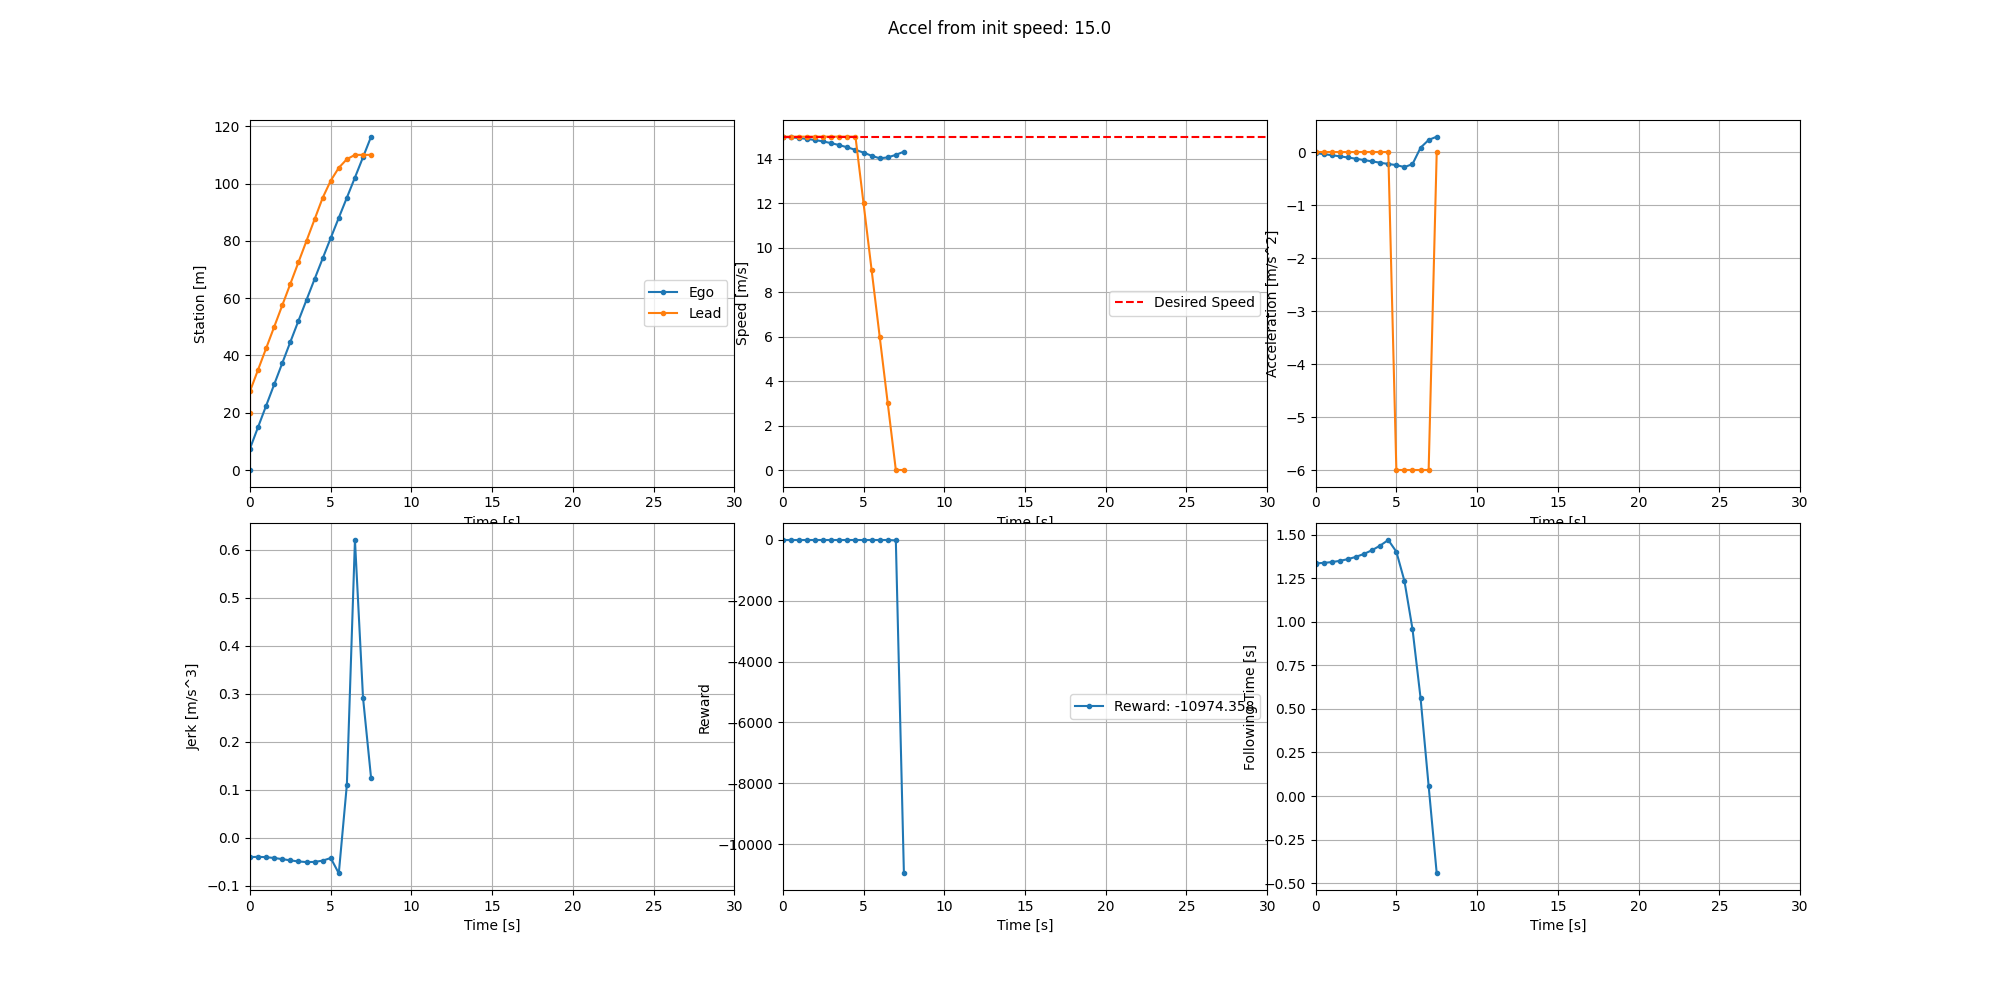 Accel from init speed: 15.0
120
100
80
60
40
20
0
Station [m]
Ego
Lead
0 5 10 15 20 25 30
Time [s]
14
12
10
8
6
4
2
0
Speed [m/s]
Desired Speed
0 5 10 15 20 25 30
Time [s]
0
−1
−2
−3
−4
−5
−6
Acceleration [m/s^2]
0 5 10 15 20 25 30
Time [s]
0.6
0.5
0.4
0.3
0.2
0.1
0.0
−0.1
Jerk [m/s^3]
0 5 10 15 20 25 30
Time [s]
0
−2000
−4000
−6000
−8000
−10000
Reward
Reward: -10974.358
0 5 10 15 20 25 30
Time [s]
1.50
1.25
1.00
0.75
0.50
0.25
0.00
−0.25
−0.50
Following Time [s]
0 5 10 15 20 25 30
Time [s]